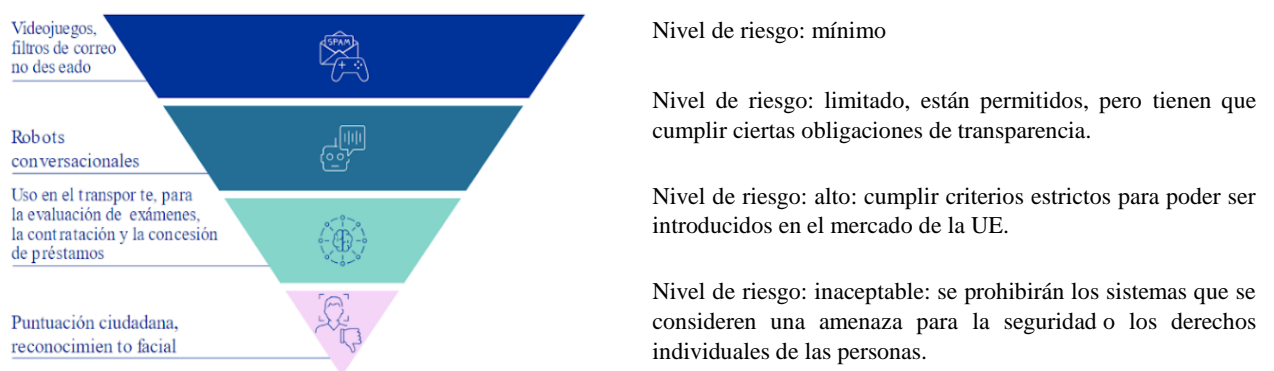 Videojuegos,
filtros de correo
no des eado
SPAM
Nivel de riesgo: mínimo
Robots
conversacionales
Nivel de riesgo: limitado, están permitidos, pero tienen que
cumplir ciertas obligaciones de transparencia.
Uso en el transpor te, para
la evaluación de exámenes,
la contratación y la concesión
de préstamos
Nivel de riesgo: alto: cumplir criterios estrictos para poder ser
introducidos en el mercado de la UE.
Puntuación ciudadana,
reconocimien to facial
Nivel de riesgo: inaceptable: se prohibirán los sistemas que se
consideren una amenaza para la seguridad o los derechos
individuales de las personas.